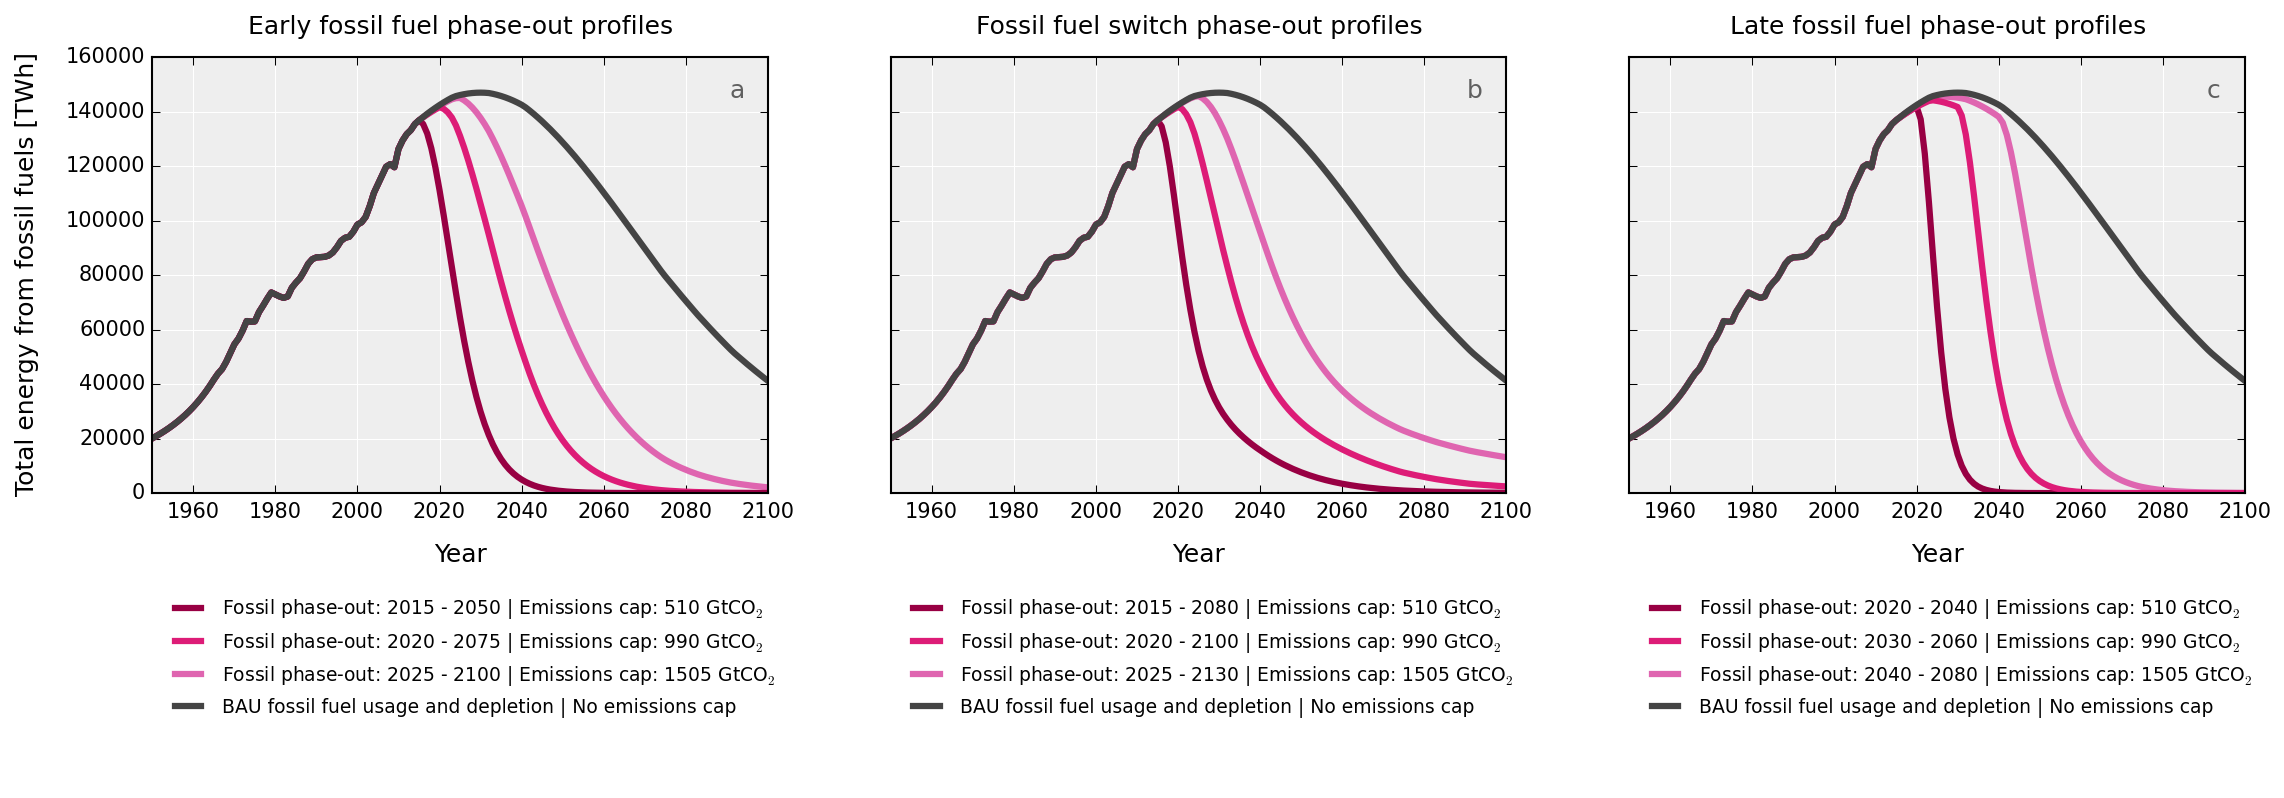 Early fossil fuel phase-out profiles
Fossil fuel switch phase-out profiles
Late fossil fuel phase-out profiles
Total energy from fossil fuels [TWh]
160000
140000
120000
100000
80000
60000
40000
20000
0
a
b
c
1960 1980 2000 2020 2040 2060 2080 2100
1960 1980 2000 2020 2040 2060 2080 2100
1960 1980 2000 2020 2040 2060 2080 2100
Year
Year
Year
Fossil phase-out: 2015 - 2050 | Emissions cap: 510 GtCO₂
Fossil phase-out: 2020 - 2075 | Emissions cap: 990 GtCO₂
Fossil phase-out: 2025 - 2100 | Emissions cap: 1505 GtCO₂
BAU fossil fuel usage and depletion | No emissions cap
Fossil phase-out: 2015 - 2080 | Emissions cap: 510 GtCO₂
Fossil phase-out: 2020 - 2100 | Emissions cap: 990 GtCO₂
Fossil phase-out: 2025 - 2130 | Emissions cap: 1505 GtCO₂
BAU fossil fuel usage and depletion | No emissions cap
Fossil phase-out: 2020 - 2040 | Emissions cap: 510 GtCO₂
Fossil phase-out: 2030 - 2060 | Emissions cap: 990 GtCO₂
Fossil phase-out: 2040 - 2080 | Emissions cap: 1505 GtCO₂
BAU fossil fuel usage and depletion | No emissions cap